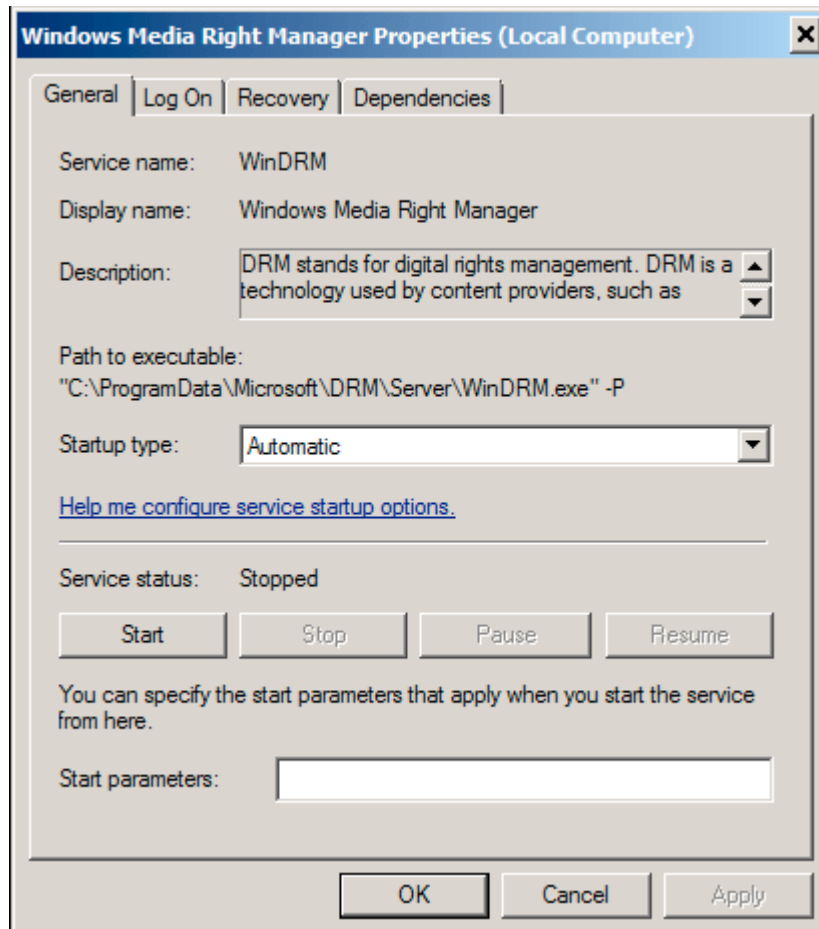 Windows Media Right Manager Properties (Local Computer)
General Log On Recovery Dependencies
Service name: WinDRM
Display name: Windows Media Right Manager
Description: DRM stands for digital rights management. DRM is a
technology used by content providers, such as
Path to executable:
"C:\ProgramData\Microsoft\DRM\Server\WinDRM.exe" -P
Startup type: Automatic
Help me configure service startup options.
Service status: Stopped
Start Stop Pause Resume
You can specify the start parameters that apply when you start the service
from here.
Start parameters:
OK Cancel Apply